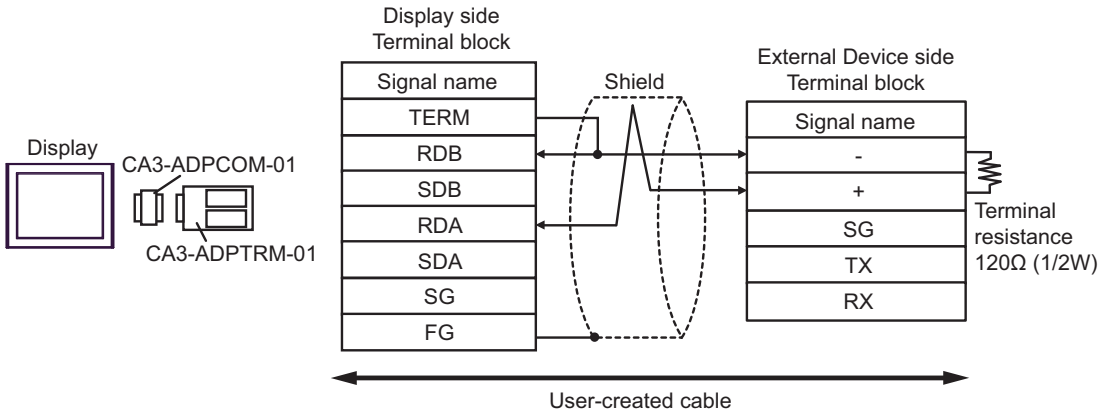 Display side
Terminal block
Signal name
TERM
RDB
SDB
RDA
SDA
SG
FG
Shield
External Device side
Terminal block
Signal name
-
+
SG
TX
RX
Terminal
resistance
120Ω (1/2W)
Display
CA3-ADPCOM-01
CA3-ADPTRM-01
User-created cable